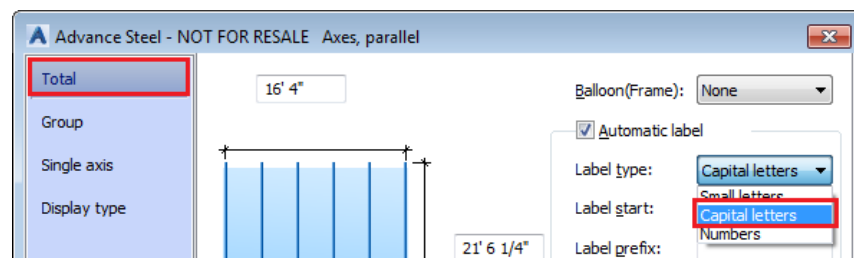 Advance Steel - NOT FOR RESALE Axes, parallel
Total
Group
Single axis
Display type
16' 4"
21' 6 1/4"
Balloon(Frame): None
Automatic label
Label type: Capital letters
Small letters
Capital letters
Numbers
Label start:
Label prefix: